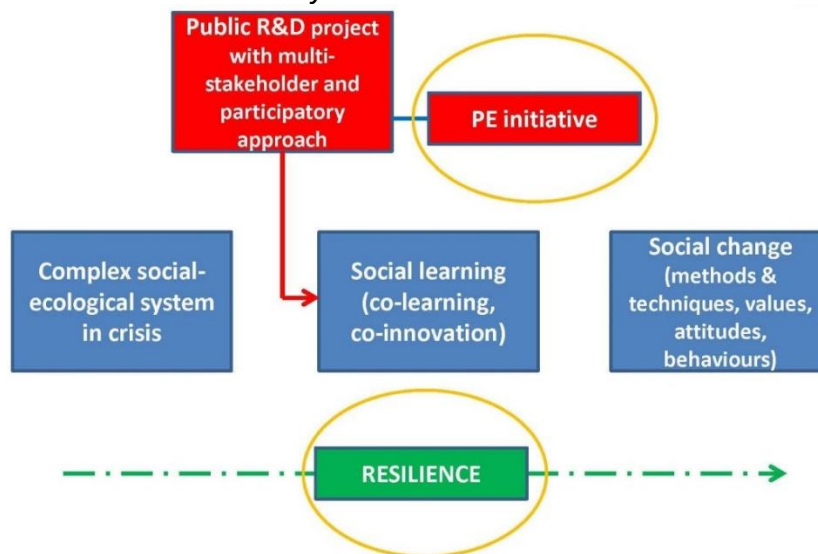 Public R&D project
with multi-
stakeholder and
participatory
approach
PE initiative
Complex social-
ecological system
in crisis
Social learning
(co-learning,
co-innovation)
Social change
(methods &
techniques, values,
attitudes,
behaviours)
RESILIENCE